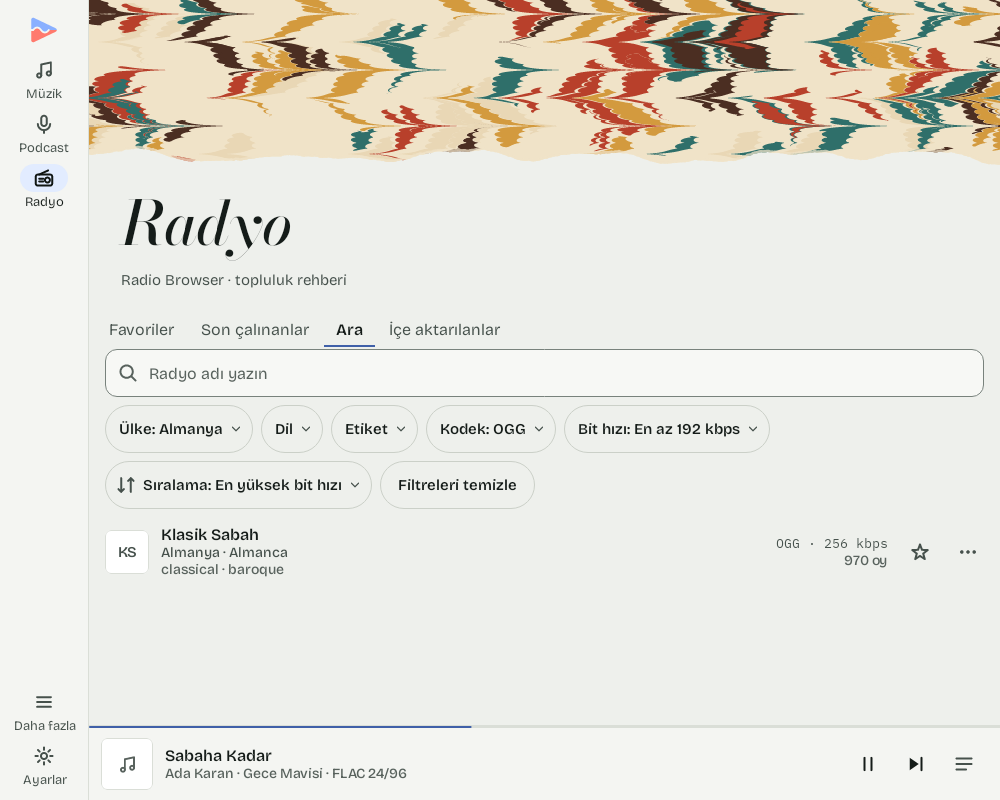 Müzik
Podcast
Radyo
Radyo
Radio Browser · topluluk rehberi
Favoriler
Son çalınanlar
Ara
İçe aktarılanlar
Radyo adı yazın
Ülke: Almanya
Dil
Etiket
Kodek: OGG
Bit hızı: En az 192 kbps
Sıralama: En yüksek bit hızı
Filtreleri temizle
KS
Klasik Sabah
Almanya · Almanca
classical · baroque
OGG · 256 kbps
970 oy
Daha fazla
Ayarlar
Sabaha Kadar
Ada Karan · Gece Mavisi · FLAC 24/96